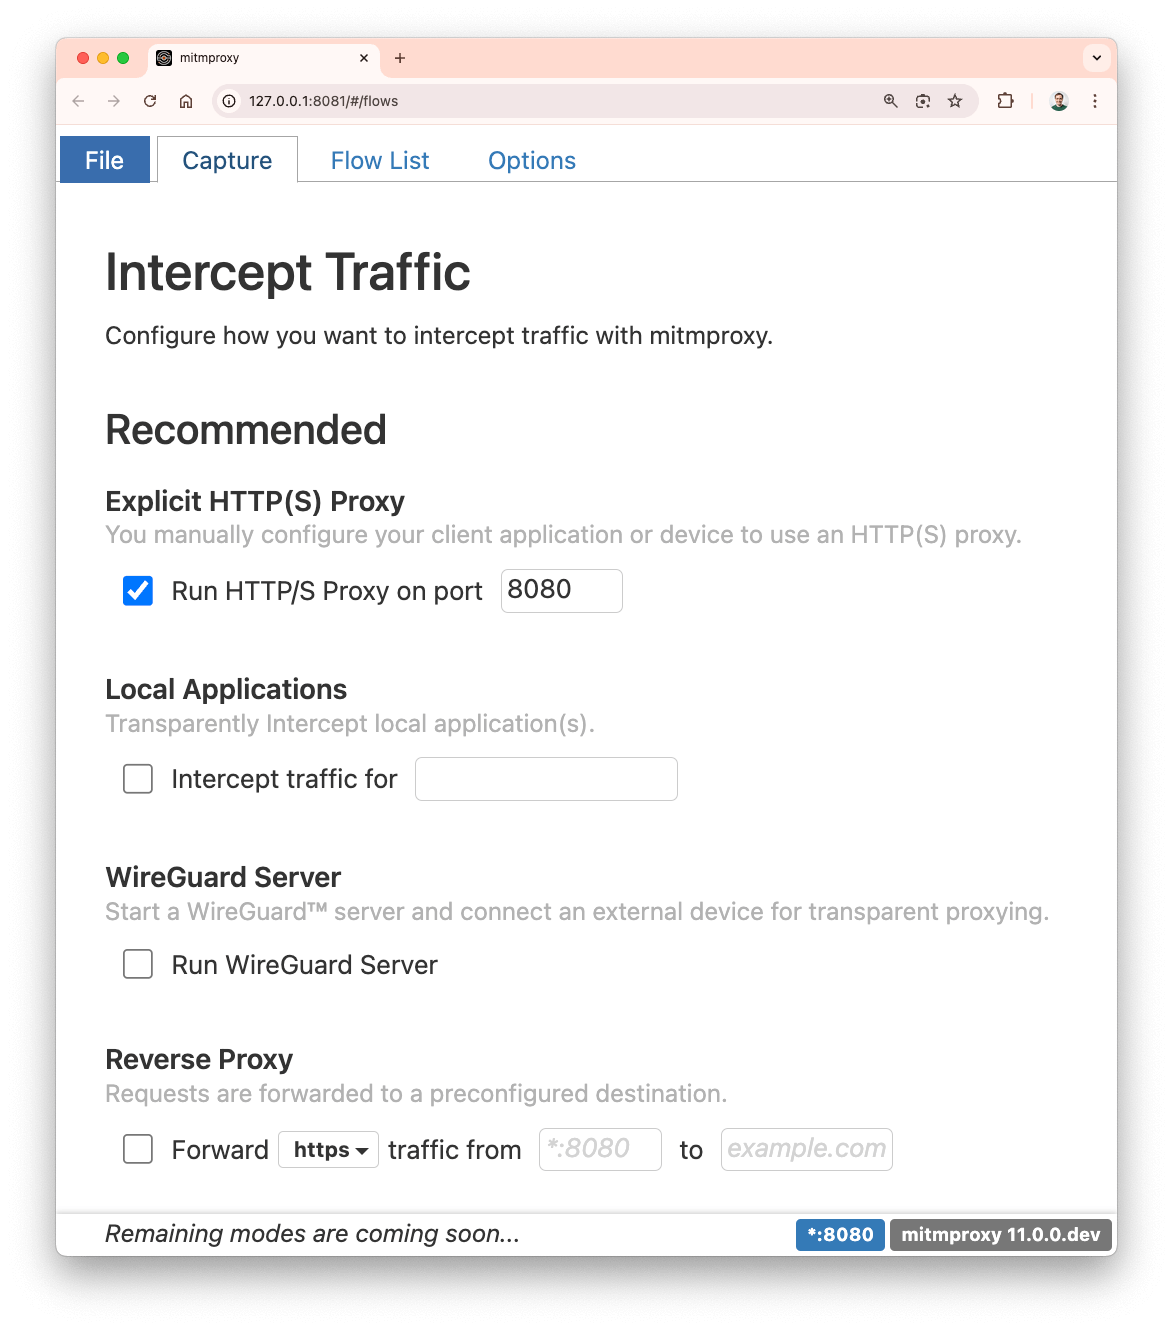 mitmproxy
127.0.0.1:8081/#/flows
File Capture Flow List Options
Intercept Traffic
Configure how you want to intercept traffic with mitmproxy.
Recommended
Explicit HTTP(S) Proxy
You manually configure your client application or device to use an HTTP(S) proxy.
Run HTTP/S Proxy on port 8080
Local Applications
Transparently Intercept local application(s).
Intercept traffic for
WireGuard Server
Start a WireGuard™ server and connect an external device for transparent proxying.
Run WireGuard Server
Reverse Proxy
Requests are forwarded to a preconfigured destination.
Forward https traffic from *:8080 to example.com
Remaining modes are coming soon...
*:8080 mitmproxy 11.0.0.dev